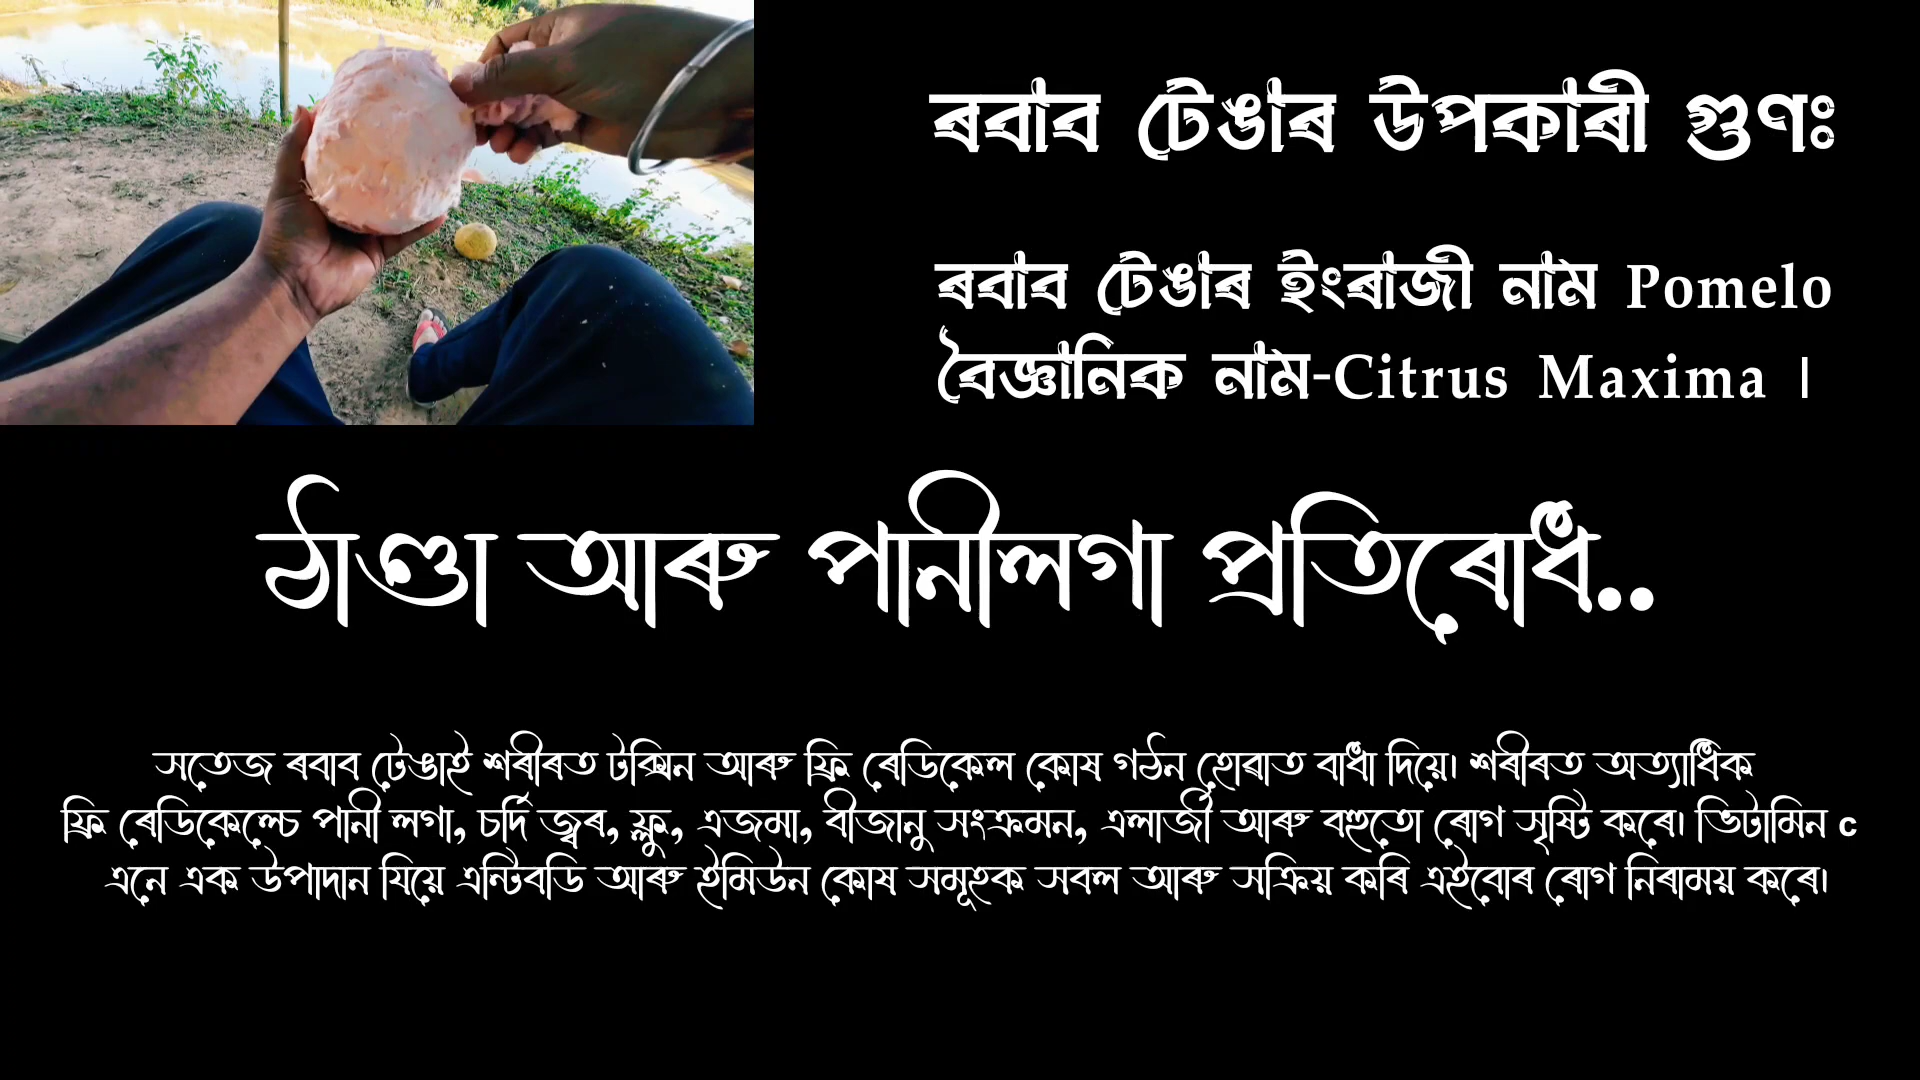 ৰবাব টেঙাৰ উপকাৰী গুণঃ
ৰবাব টেঙাৰ ইংৰাজী নাম Pomelo
বৈজ্ঞানিক নাম-Citrus Maxima ।
ঠাণ্ডা আৰু পানীলগা প্ৰতিৰোধ..
সতেজ ৰবাব টেঙাই শৰীৰত টক্সিন আৰু ফ্ৰি ৰেডিকেল কোষ গঠন হোৱাত বাধা দিয়ে। শৰীৰত অত্যাধিক
ফ্ৰি ৰেডিকেল্চে পানী লগা, চৰ্দি জ্বৰ, ফ্লু, এজমা, বীজানু সংক্ৰমন, এলাৰ্জী আৰু বহুতো ৰোগ সৃষ্টি কৰে। ভিটামিন c
এনে এক উপাদান যিয়ে এন্টিবডি আৰু ইমিউন কোষ সমূহক সবল আৰু সক্ৰিয় কৰি এইবোৰ ৰোগ নিৰাময় কৰে।